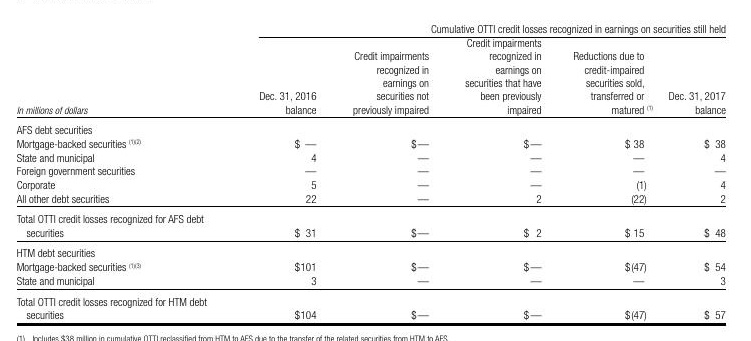 Cumulative OTTI credit losses recognized in earnings on securities still held
In millions of dollars Dec. 31, 2016 balance Credit impairments recognized in earnings on securities not previously impaired Credit impairments recognized in earnings on securities that have been previously impaired Reductions due to credit-impaired securities sold, transferred or matured (1) Dec. 31, 2017 balance
AFS debt securities
Mortgage-backed securities (1)(2) $ — $— $— $ 38 $ 38
State and municipal 4 — — — 4
Foreign government securities — — — — —
Corporate 5 — — (1) 4
All other debt securities 22 — 2 (22) 2
Total OTTI credit losses recognized for AFS debt
securities $ 31 $— $ 2 $ 15 $ 48
HTM debt securities
Mortgage-backed securities (1)(3) $101 $— $— $(47) $ 54
State and municipal 3 — — — 3
Total OTTI credit losses recognized for HTM debt
securities $104 $— $— $(47) $ 57
(1) Includes $38 million in cumulative OTTI reclassified from HTM to AFS due to the transfer of the related securities from HTM to AFS.